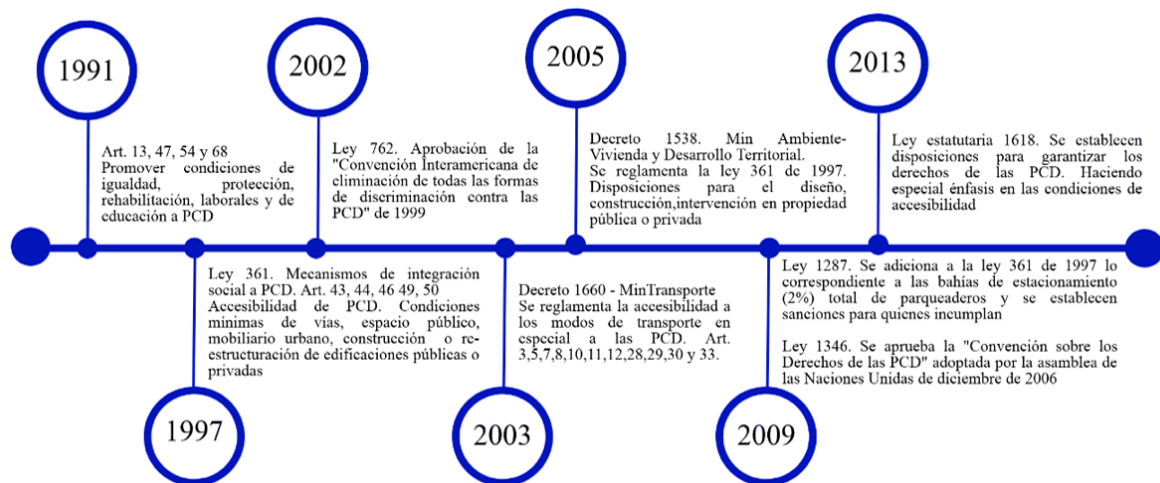 1991
Art. 13, 47, 54 y 68
Promover condiciones de
igualdad, protección,
rehabilitación, laborales y de
educación a PCD
1997
Ley 361. Mecanismos de integración
social a PCD. Art. 43, 44, 46 49, 50
Accesibilidad de PCD. Condiciones
mínimas de vías, espacio público,
mobiliario urbano, construcción o re-
estructuración de edificaciones públicas o
privadas
2002
Ley 762. Aprobación de la
"Convención Interamericana de
eliminación de todas las formas
de discriminación contra las
PCD" de 1999
2003
Decreto 1660 - MinTransporte
Se reglamenta la accesibilidad a
los modos de transporte en
especial a las PCD. Art.
3,5,7,8,10,11,12,28,29,30 y 33.
2005
Decreto 1538. Min Ambiente-
Vivienda y Desarrollo Territorial.
Se reglamenta la ley 361 de 1997.
Disposiciones para el diseño,
construcción,intervención en propiedad
pública o privada
2009
Ley 1287. Se adiciona a la ley 361 de 1997 lo
correspondiente a las bahías de estacionamiento
(2%) total de parqueaderos y se establecen
sanciones para quienes incumplan
Ley 1346. Se aprueba la "Convención sobre los
Derechos de las PCD" adoptada por la asamblea de
las Naciones Unidas de diciembre de 2006
2013
Ley estatutaria 1618. Se establecen
disposiciones para garantizar los
derechos de las PCD. Haciendo
especial énfasis en las condiciones de
accesibilidad